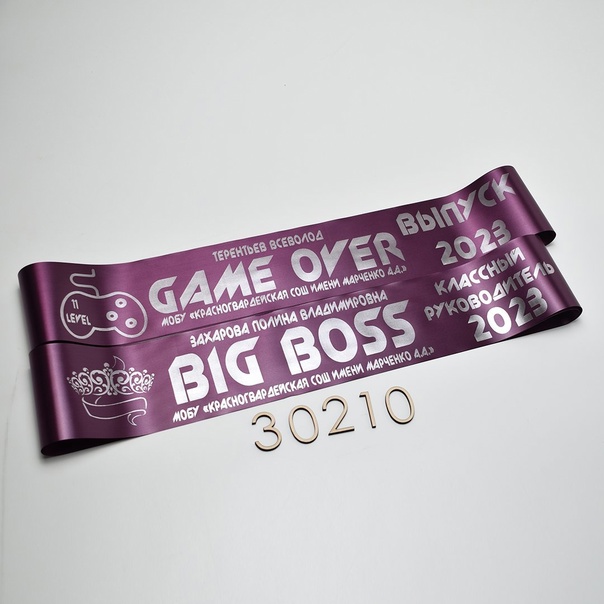 ТЕРЕНТЬЕВ ВСЕВОЛОД
GAME OVER
МОБУ «КРАСНОГВАРДЕЙСКАЯ СОШ ИМЕНИ МАРЧЕНКО А.А.»
ВЫПУСК
2023
11
LEVEL
ЗАХАРОВА ПОЛИНА ВЛАДИМИРОВНА
BIG BOSS
МОБУ «КРАСНОГВАРДЕЙСКАЯ СОШ ИМЕНИ МАРЧЕНКО А.А.»
КЛАССНЫЙ
РУКОВОДИТЕЛЬ
2023
30210